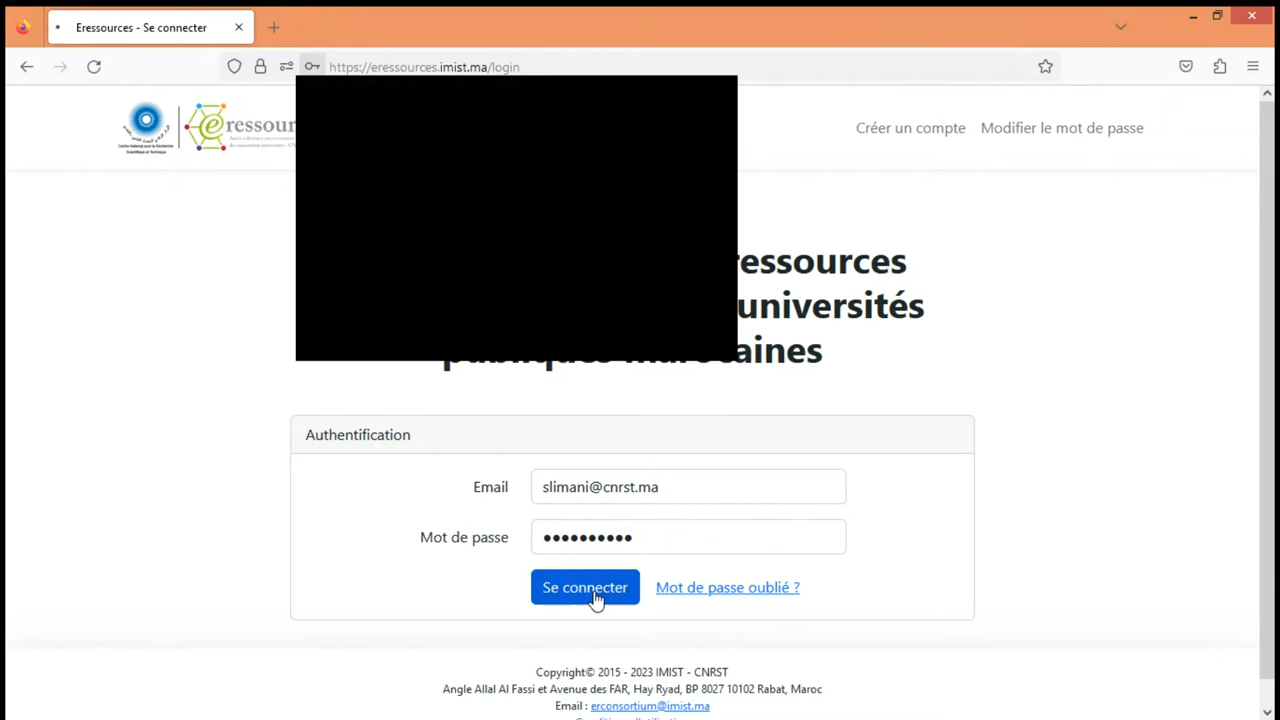 Eressources - Se connecter
https://eressources.imist.ma/login
Créer un compte
Modifier le mot de passe
universités
Authentification
Email
slimani@cnrst.ma
Mot de passe
••••••••••
Se connecter
Mot de passe oublié ?
Copyright© 2015 - 2023 IMIST - CNRST
Angle Allal Al Fassi et Avenue des FAR, Hay Ryad, BP 8027 10102 Rabat, Maroc
Email : erconsortium@imist.ma